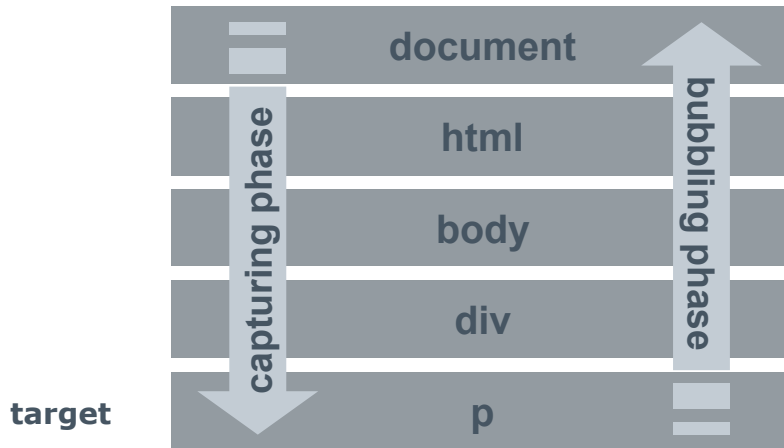 document
html
body
div
p
capturing phase
bubbling phase
target